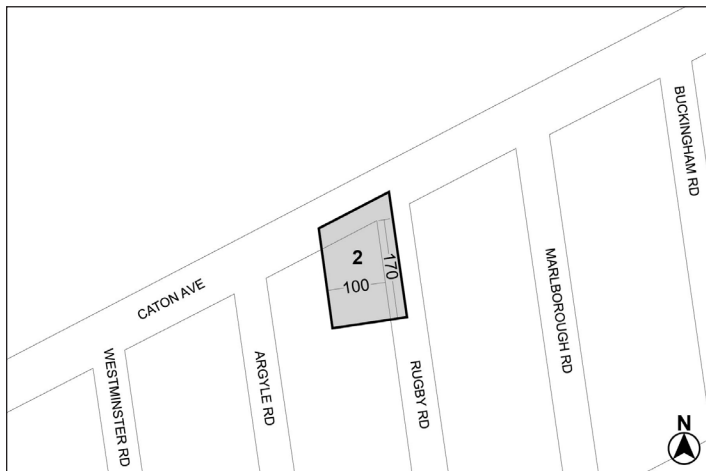 BUCKINGHAM RD
MARLBOROUGH RD
2
170
100
CATON AVE
WESTMINSTER RD
ARGYLE RD
RUGBY RD
N